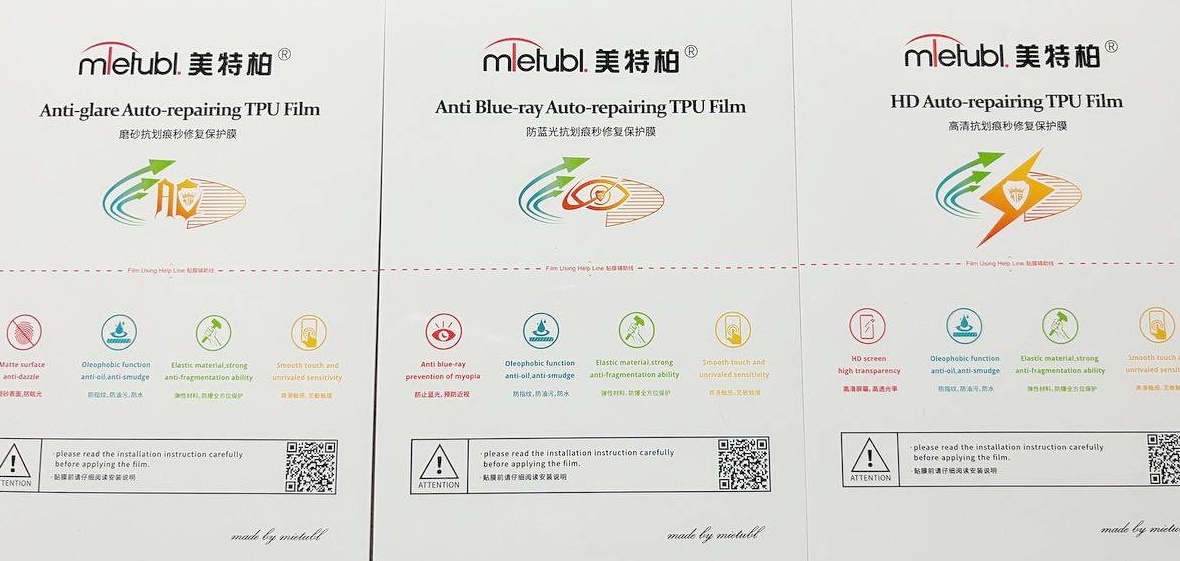 mietubl. 美特柏®
Anti-glare Auto-repairing TPU Film
磨砂抗划痕秒修复保护膜
AG
Film Using Help Line 贴膜辅助线
Matte surface
anti-dazzle
磨砂表面,防眩光
Oleophobic function
anti-oil,anti-smudge
防指纹, 防油污, 防水
Elastic material,strong
anti-fragmentation ability
弹性材料, 防爆全方位保护
Smooth touch and
unrivaled sensitivity
爽滑触感, 灵敏触摸
ATTENTION
· please read the installation instruction carefully
before applying the film.
· 贴膜前请仔细阅读安装说明
made by mietubl
mietubl. 美特柏®
Anti Blue-ray Auto-repairing TPU Film
防蓝光抗划痕秒修复保护膜
Film Using Help Line 贴膜辅助线
Anti blue-ray
prevention of myopia
防止蓝光, 预防近视
Oleophobic function
anti-oil,anti-smudge
防指纹, 防油污, 防水
Elastic material,strong
anti-fragmentation ability
弹性材料, 防爆全方位保护
Smooth touch and
unrivaled sensitivity
爽滑触感, 灵敏触摸
ATTENTION
· please read the installation instruction carefully
before applying the film.
· 贴膜前请仔细阅读安装说明
made by mietubl
mietubl. 美特柏®
HD Auto-repairing TPU Film
高清抗划痕秒修复保护膜
Film Using Help Line 贴膜辅助线
HD screen
high transparency
高清屏幕, 高透光率
Oleophobic function
anti-oil,anti-smudge
防指纹, 防油污, 防水
Elastic material,strong
anti-fragmentation ability
弹性材料, 防爆全方位保护
Smooth touch
unrivaled
爽滑触感, 灵敏触
ATTENTION
· please read the installation instruction carefully
before applying the film.
· 贴膜前请仔细阅读安装说明
made by